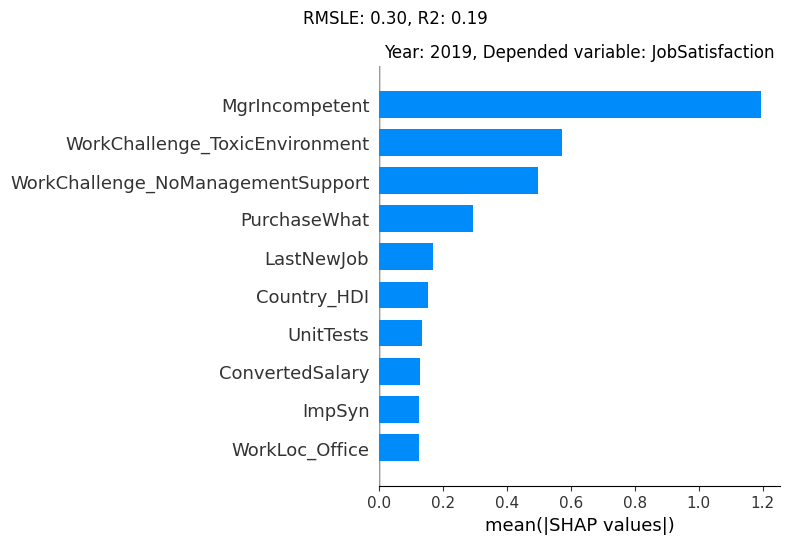 RMSLE: 0.30, R2: 0.19
Year: 2019, Depended variable: JobSatisfaction
MgrIncompetent
WorkChallenge_ToxicEnvironment
WorkChallenge_NoManagementSupport
PurchaseWhat
LastNewJob
Country_HDI
UnitTests
ConvertedSalary
ImpSyn
WorkLoc_Office
0.0 0.2 0.4 0.6 0.8 1.0 1.2
mean(|SHAP values|)